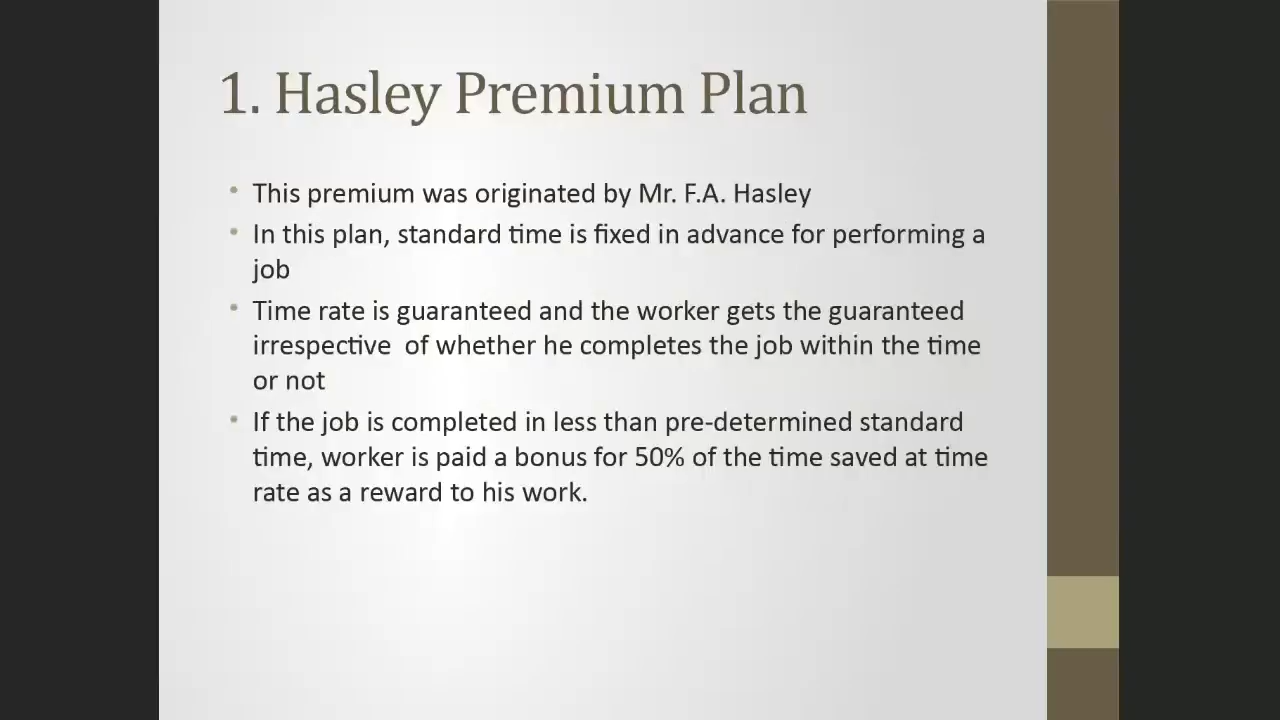 1. Hasley Premium Plan
• This premium was originated by Mr. F.A. Hasley
• In this plan, standard time is fixed in advance for performing a
job
• Time rate is guaranteed and the worker gets the guaranteed
irrespective  of whether he completes the job within the time
or not
• If the job is completed in less than pre-determined standard
time, worker is paid a bonus for 50% of the time saved at time
rate as a reward to his work.